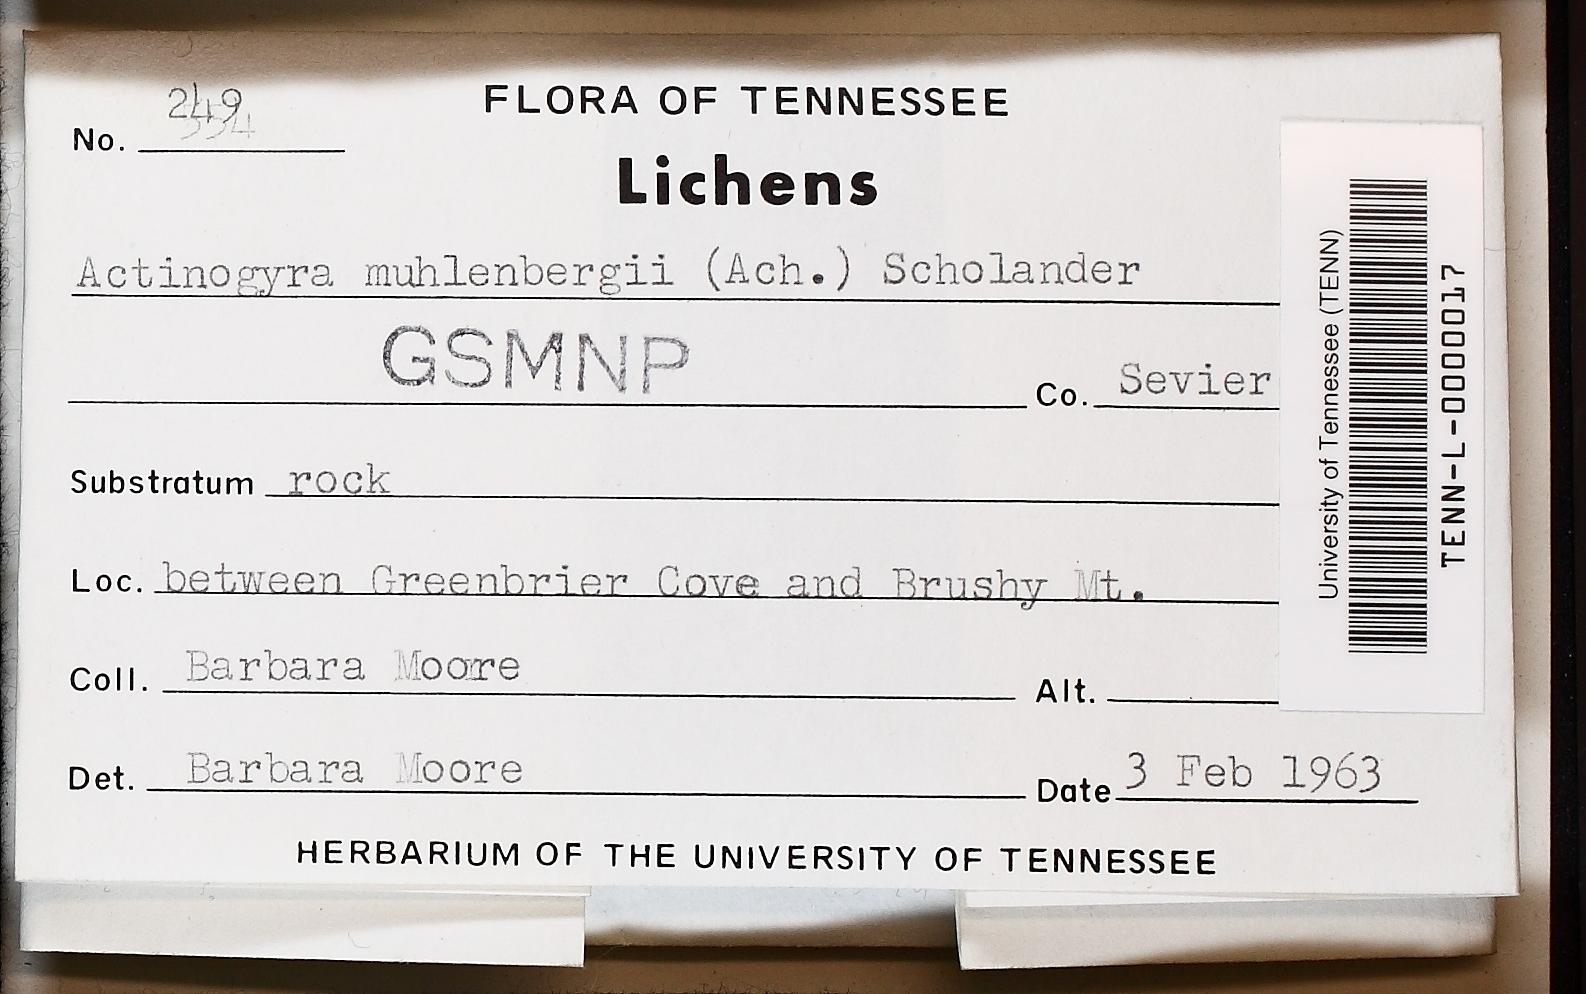 No. 249
FLORA OF TENNESSEE
Lichens
Actinogyra muhlenbergii (Ach.) Scholander
GSMNP Co. Sevier
Substratum rock
Loc. between Greenbrier Cove and Brushy Mt.
Coll. Barbara Moore Alt.
Det. Barbara Moore Date 3 Feb 1963
HERBARIUM OF THE UNIVERSITY OF TENNESSEE
University of Tennessee (TENN)
TENN-L-0000017